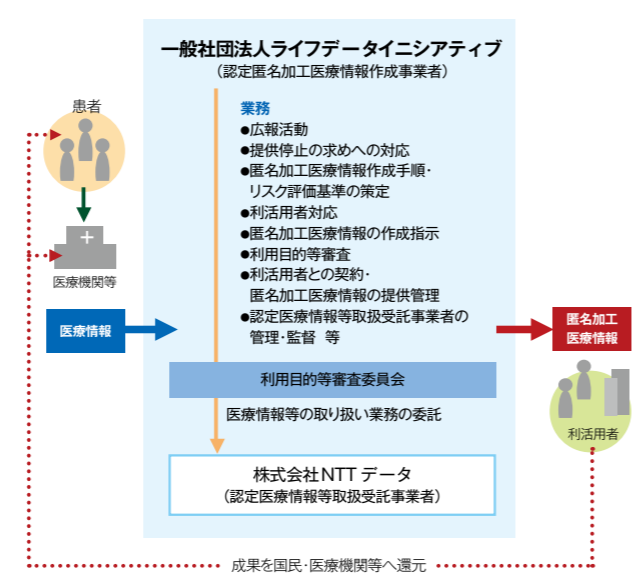 一般社団法人ライフデータイニシアティブ
（認定匿名加工医療情報作成事業者）
患者
医療機関等
医療情報
業務
●広報活動
●提供停止の求めへの対応
●匿名加工医療情報作成手順・
リスク評価基準の策定
●利活用者対応
●匿名加工医療情報の作成指示
●利用目的等審査
●利活用者との契約・
匿名加工医療情報の提供管理
●認定医療情報等取扱受託事業者の
管理・監督 等
匿名加工
医療情報
利活用者
利用目的等審査委員会
医療情報等の取り扱い業務の委託
株式会社NTTデータ
（認定医療情報等取扱受託事業者）
成果を国民・医療機関等へ還元